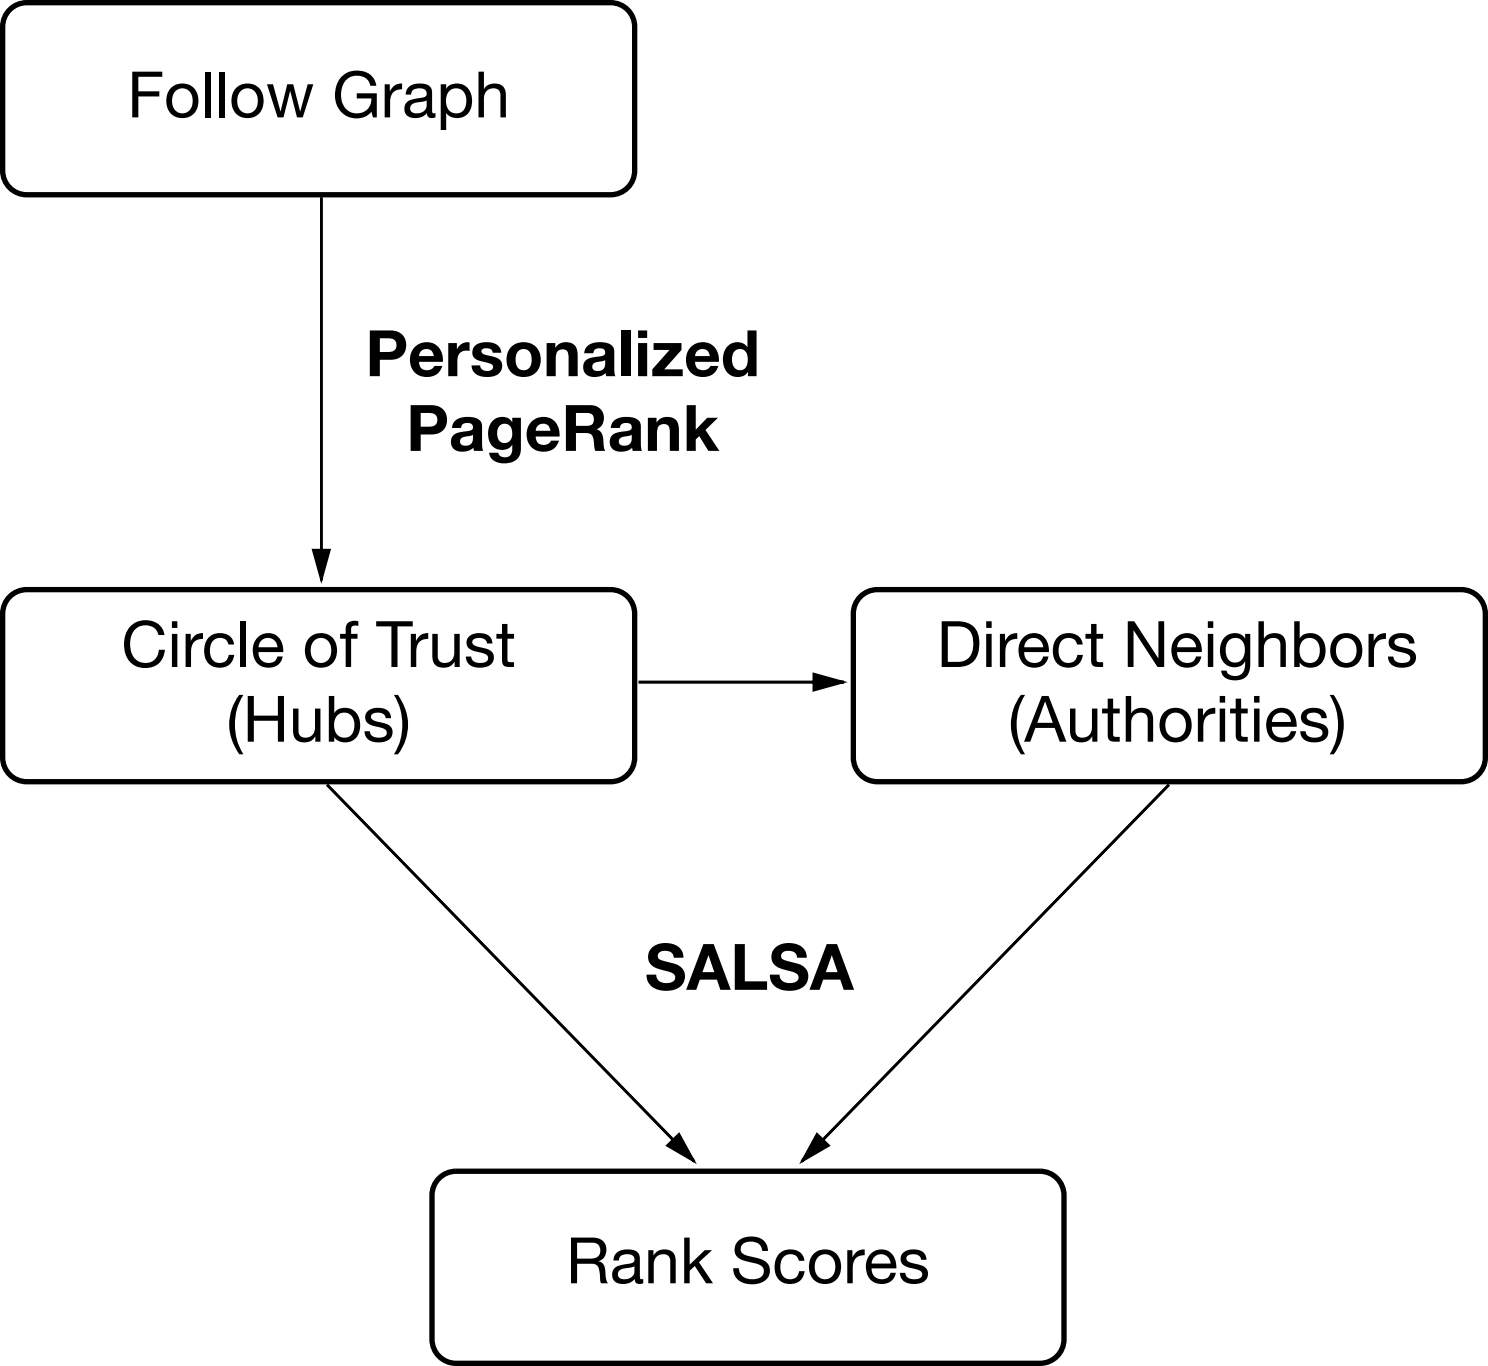 Follow Graph
Personalized
PageRank
Circle of Trust
(Hubs)
Direct Neighbors
(Authorities)
SALSA
Rank Scores